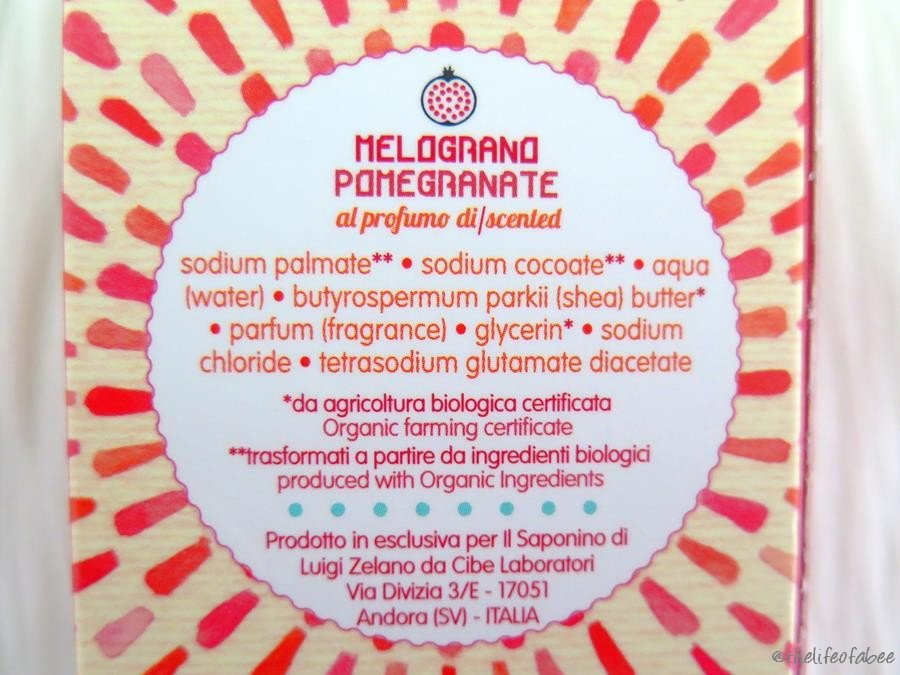 MELOGRANO
POMEGRANATE
al profumo di/scented
sodium palmate** • sodium cocoate** • aqua
(water) • butyrospermum parkii (shea) butter*
• parfum (fragrance) • glycerin* • sodium
chloride • tetrasodium glutamate diacetate
*da agricoltura biologica certificata
Organic farming certificate
**trasformati a partire da ingredienti biologici
produced with Organic Ingredients
Prodotto in esclusiva per Il Saponino di
Luigi Zelano da Cibe Laboratori
Via Divizia 3/E - 17051
Andora (SV) - ITALIA
@thelifeofabee